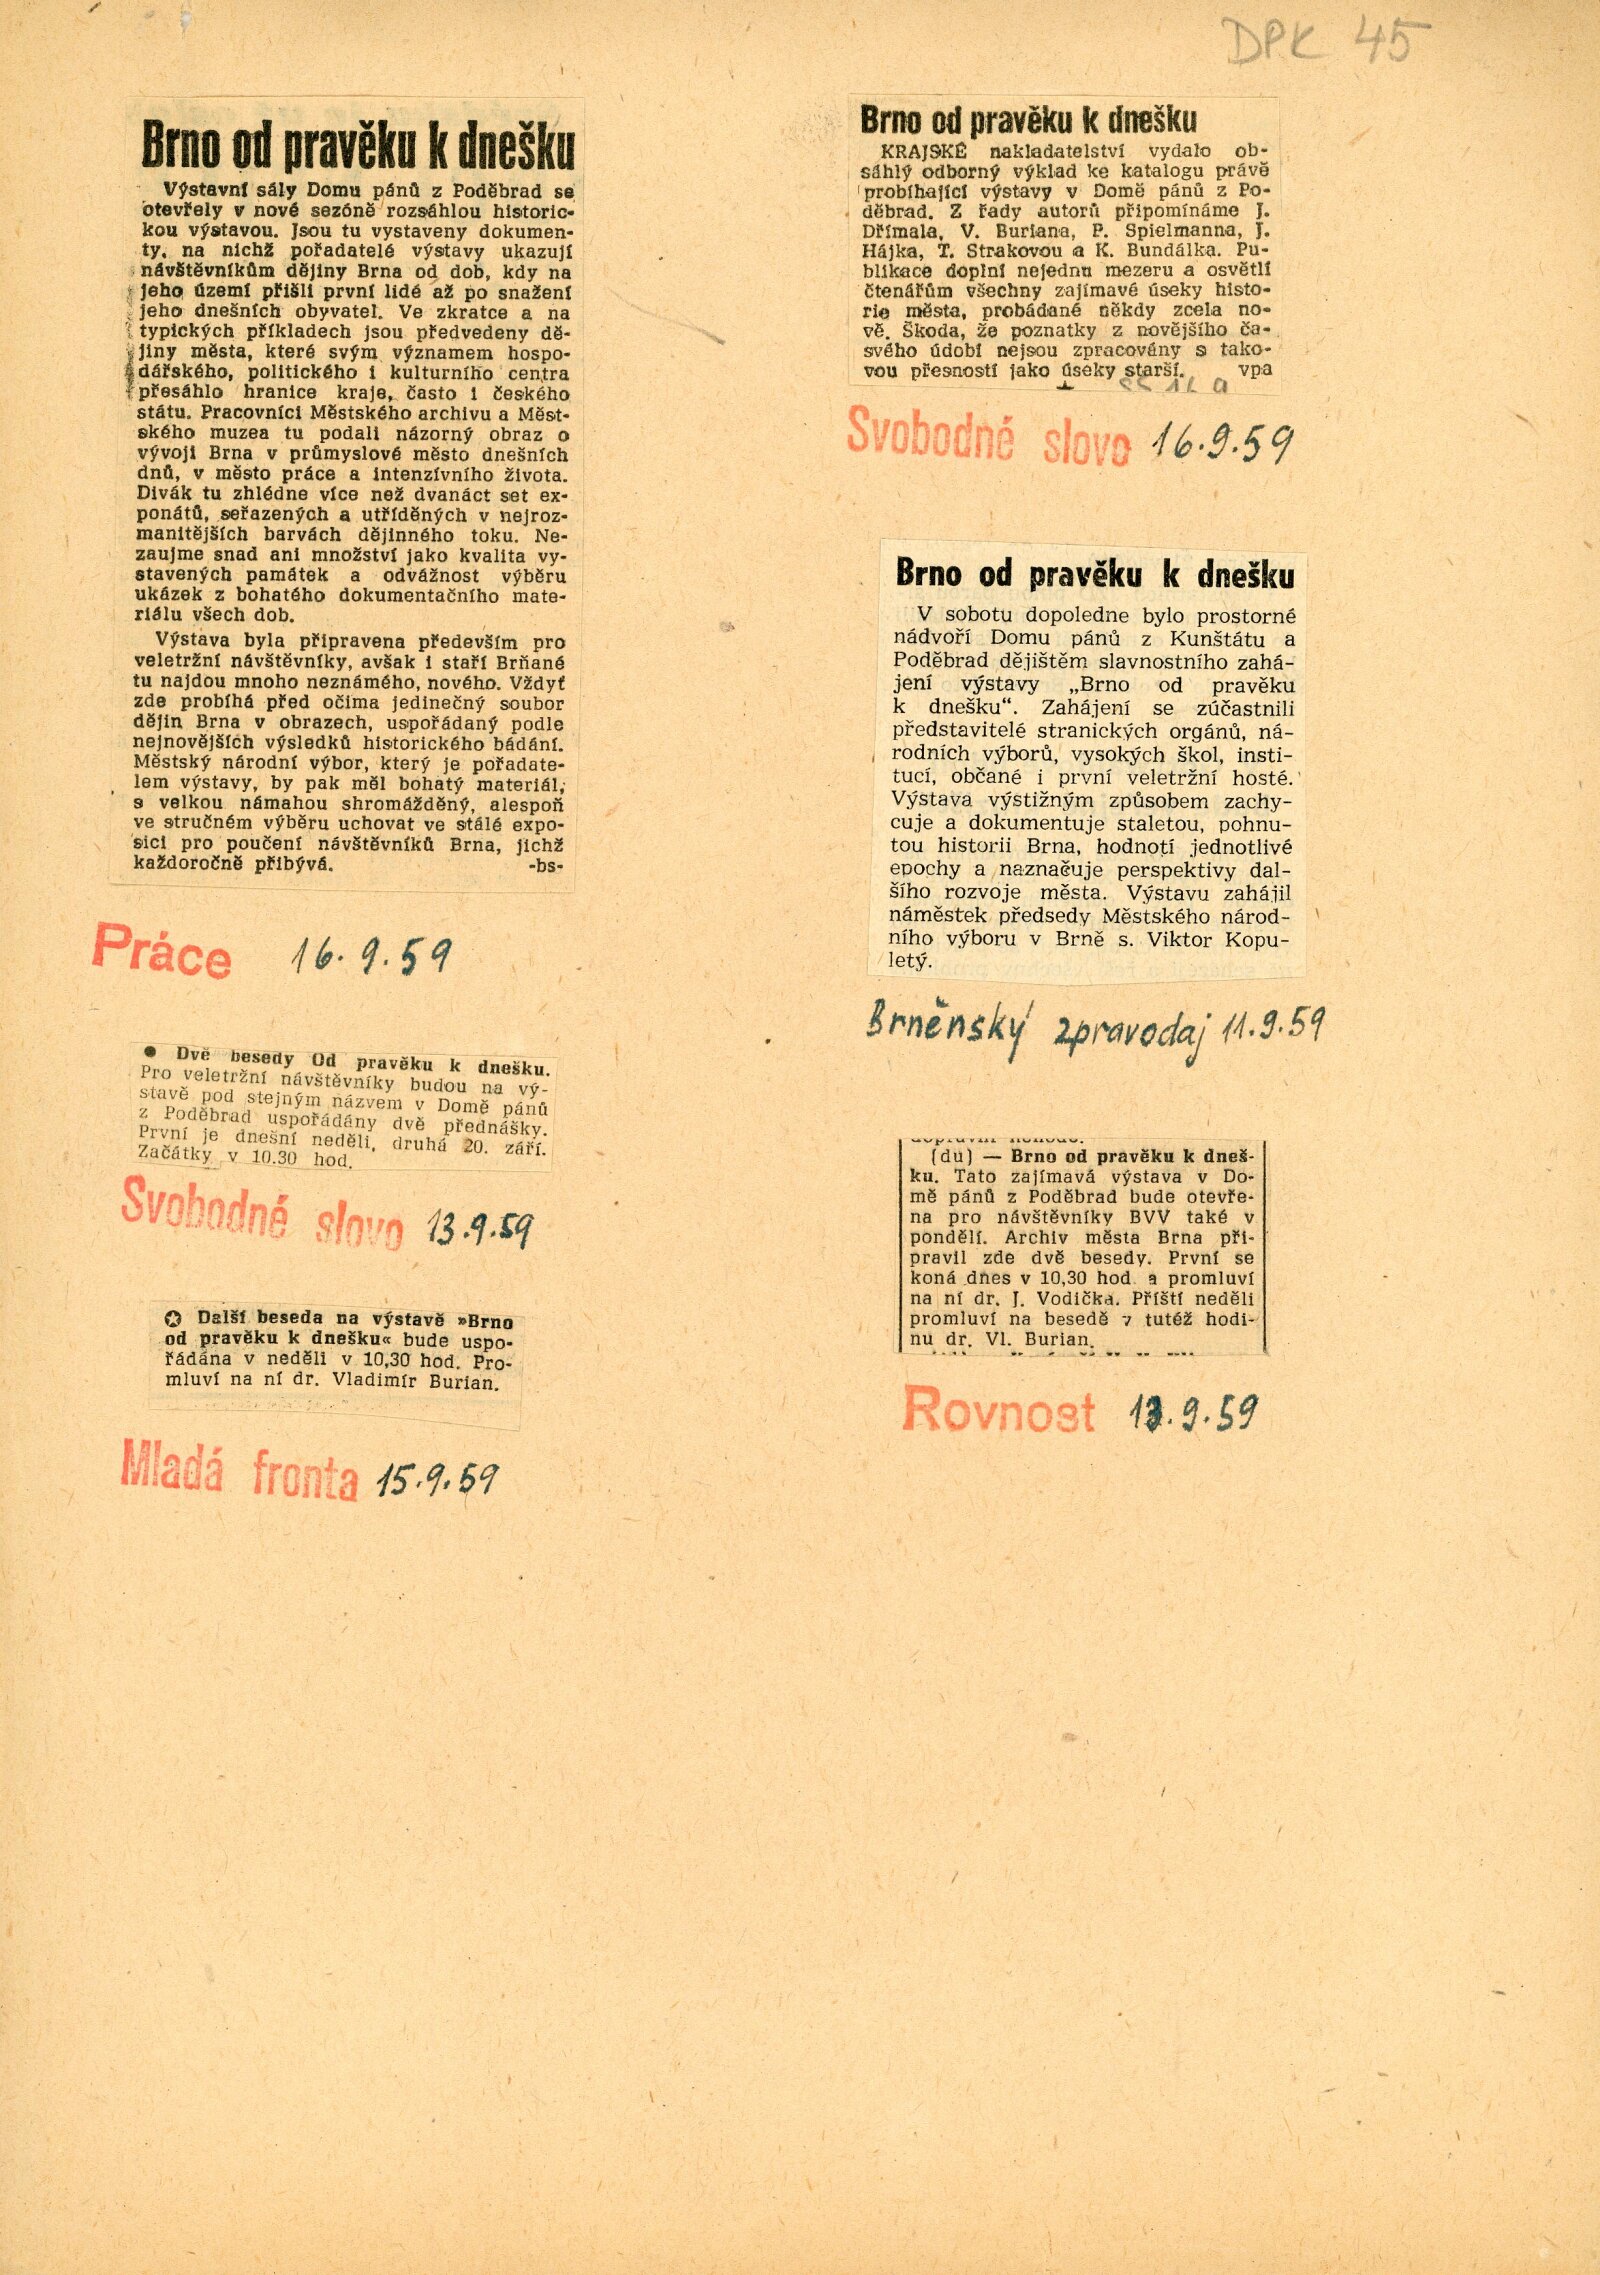 DPK 45
Brno od pravěku k dnešku
Výstavní sály Domu pánů z Poděbrad se
otevřely v nové sezóně rozsáhlou historic-
kou výstavou. Jsou tu vystaveny dokumen-
ty, na nichž pořadatelé výstavy ukazují
návštěvníkům dějiny Brna od dob, kdy na
jeho území přišli první lidé až po snažení
jeho dnešních obyvatel. Ve zkratce a na
typických příkladech jsou předvedeny dě-
jiny města, které svým významem hospo-
dářského, politického i kulturního centra
přesáhlo hranice kraje, často i českého
státu. Pracovníci Městského archivu a Měst-
ského muzea tu podali názorný obraz o
vývoji Brna v průmyslové město dnešních
dnů, v město práce a intenzívního života.
Divák tu zhlédne více než dvanáct set ex-
ponátů, seřazených a utříděných v nejroz-
manitějších barvách dějinného toku. Ne-
zaujme snad ani množství jako kvalita vy-
stavených památek a odvážnost výběru
ukázek z bohatého dokumentačního mate-
riálu všech dob.
Výstava byla připravena především pro
veletržní návštěvníky, avšak i staří Brňané
tu najdou mnoho neznámého, nového. Vždyť
zde probíhá před očima jedinečný soubor
dějin Brna v obrazech, uspořádaný podle
nejnovějších výsledků historického bádání.
Městský národní výbor, který je pořadate-
lem výstavy, by pak měl bohatý materiál,
s velkou námahou shromážděný, alespoň
ve stručném výběru uchovat ve stálé expo-
sici pro poučení návštěvníků Brna, jichž
každoročně přibývá. -bs-
Práce 16.9.59
● Dvě besedy Od pravěku k dnešku.
Pro veletržní návštěvníky budou na vý-
stavě pod stejným názvem v Domě pánů
z Poděbrad uspořádány dvě přednášky.
První je dnešní neděli, druhá 20. září.
Začátky v 10.30 hod.
Svobodné slovo 13.9.59
✪ Další beseda na výstavě »Brno
od pravěku k dnešku« bude uspo-
řádána v neděli v 10,30 hod. Pro-
mluví na ní dr. Vladimír Burian.
Mladá fronta 15.9.59
Brno od pravěku k dnešku
KRAJSKÉ nakladatelství vydalo ob-
sáhlý odborný výklad ke katalogu právě
probíhající výstavy v Domě pánů z Po-
děbrad. Z řady autorů připomínáme J.
Dřímala, V. Buriana, P. Spielmanna, J.
Hájka, T. Strakovou a K. Bundálka. Pu-
blikace doplní nejednu mezeru a osvětlí
čtenářům všechny zajímavé úseky histo-
rie města, probádané někdy zcela no-
vě. Škoda, že poznatky z novějšího ča-
svého údobí nejsou zpracovány s tako-
vou přesností jako úseky starší. vpa
Svobodné slovo 16.9.59
Brno od pravěku k dnešku
V sobotu dopoledne bylo prostorné
nádvoří Domu pánů z Kunštátu a
Poděbrad dějištěm slavnostního zahá-
jení výstavy „Brno od pravěku
k dnešku“. Zahájení se zúčastnili
představitelé stranických orgánů, ná-
rodních výborů, vysokých škol, insti-
tucí, občané i první veletržní hosté.
Výstava výstižným způsobem zachy-
cuje a dokumentuje staletou, pohnu-
tou historii Brna, hodnotí jednotlivé
epochy a naznačuje perspektivy dal-
šího rozvoje města. Výstavu zahájil
náměstek předsedy Městského národ-
ního výboru v Brně s. Viktor Kopu-
letý.
Brněnský zpravodaj 11.9.59
(du) — Brno od pravěku k dneš-
ku. Tato zajímavá výstava v Do-
mě pánů z Poděbrad bude otevře-
na pro návštěvníky BVV také v
pondělí. Archiv města Brna při-
pravil zde dvě besedy. První se
koná dnes v 10,30 hod. a promluví
na ní dr. J. Vodička. Příští neděli
promluví na besedě v tutéž hodi-
nu dr. Vl. Burian.
Rovnost 13.9.59